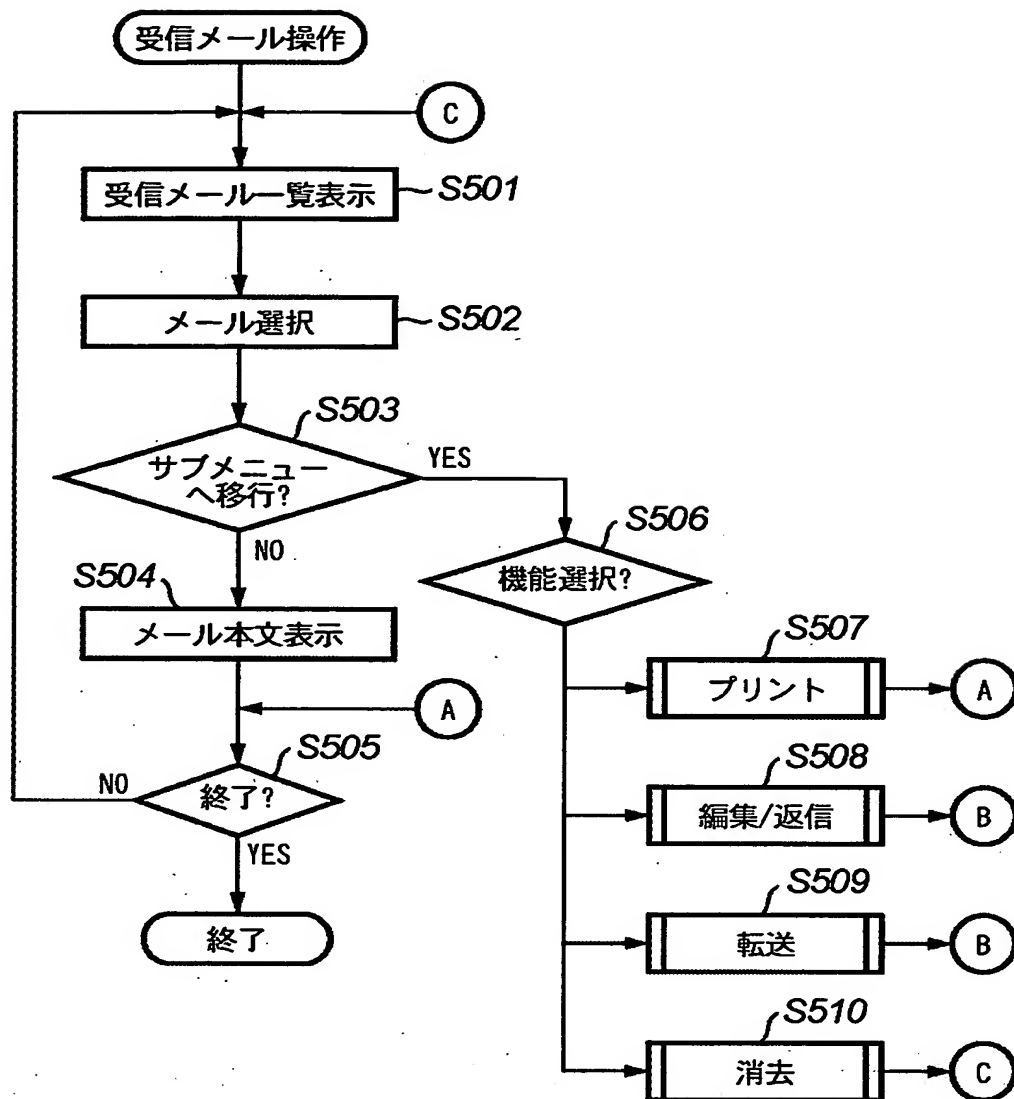 受信メール操作
C
受信メール一覧表示
S501
メール選択
S502
S503
サブメニュー
へ移行?
YES
NO
S506
機能選択?
S504
メール本文表示
S507
プリント
A
A
S505
終了?
NO
YES
S508
編集/返信
B
終了
S509
転送
B
S510
消去
C